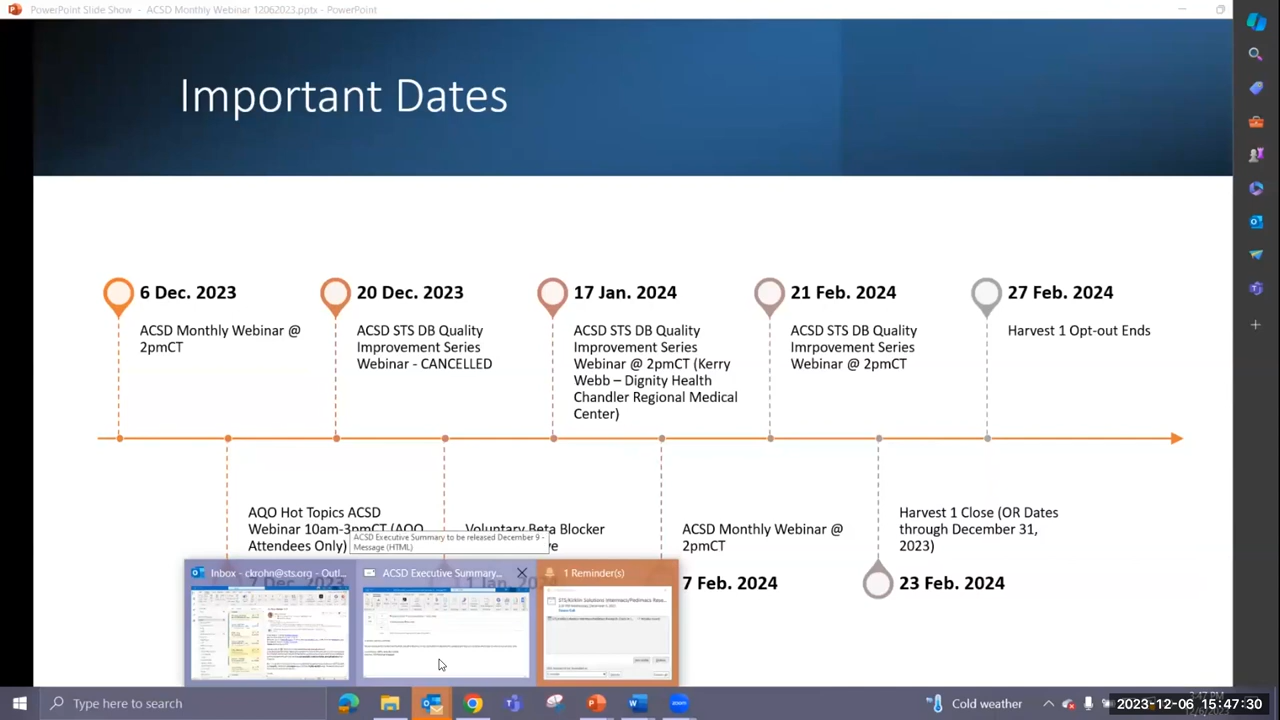 PowerPoint Slide Show - ACSD Monthly Webinar 12062023.pptx - PowerPoint
Important Dates
6 Dec. 2023
ACSD Monthly Webinar @
2pmCT
20 Dec. 2023
ACSD STS DB Quality
Improvement Series
Webinar - CANCELLED
17 Jan. 2024
ACSD STS DB Quality
Improvement Series
Webinar @ 2pmCT (Kerry
Webb – Dignity Health
Chandler Regional Medical
Center)
21 Feb. 2024
ACSD STS DB Quality
Imrpovement Series
Webinar @ 2pmCT
27 Feb. 2024
Harvest 1 Opt-out Ends
AQO Hot Topics ACSD
Webinar 10am-3pmCT (AQO
Attendees Only)
Voluntary Beta Blocker
ACSD Monthly Webinar @
2pmCT
7 Feb. 2024
Harvest 1 Close (OR Dates
through December 31,
2023)
23 Feb. 2024
ACSD Executive Summary to be released December 9 -
Message (HTML)
Inbox - ckrohn@sts.org - Outl...
ACSD Executive Summary...
1 Reminder(s)
Type here to search
Cold weather
2023-12-06 15:47:30